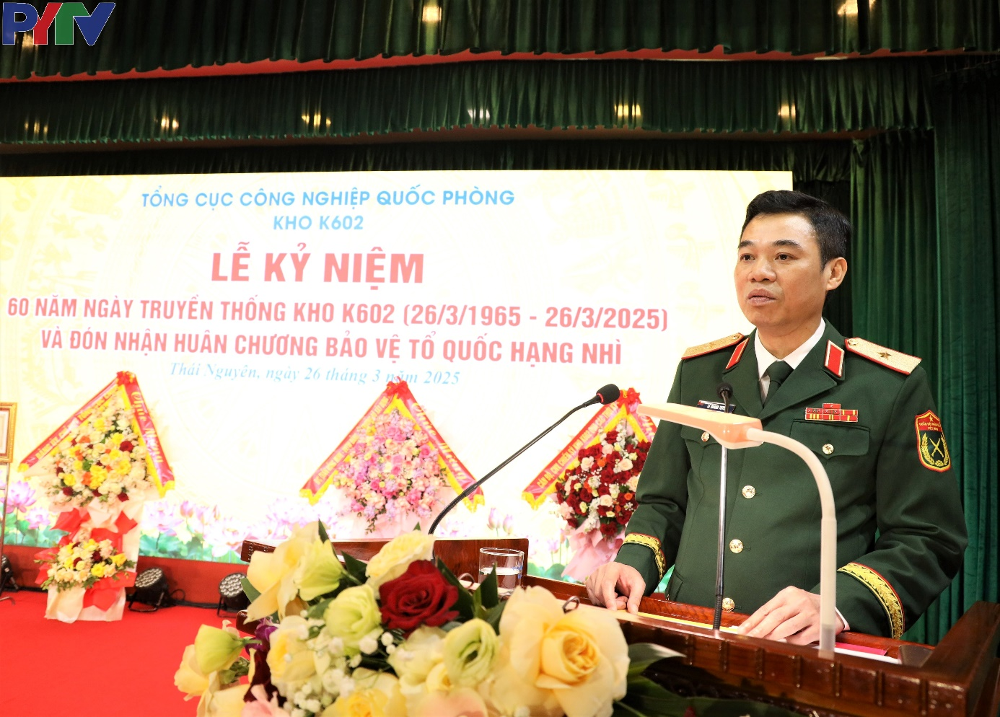 PYTV
TỔNG CỤC CÔNG NGHIỆP QUỐC PHÒNG
KHO K602
LỄ KỶ NIỆM
60 NĂM NGÀY TRUYỀN THỐNG KHO K602 (26/3/1965 - 26/3/2025)
VÀ ĐÓN NHẬN HUÂN CHƯƠNG BẢO VỆ TỔ QUỐC HẠNG NHÌ
Thái Nguyên, ngày 26 tháng 3 năm 2025